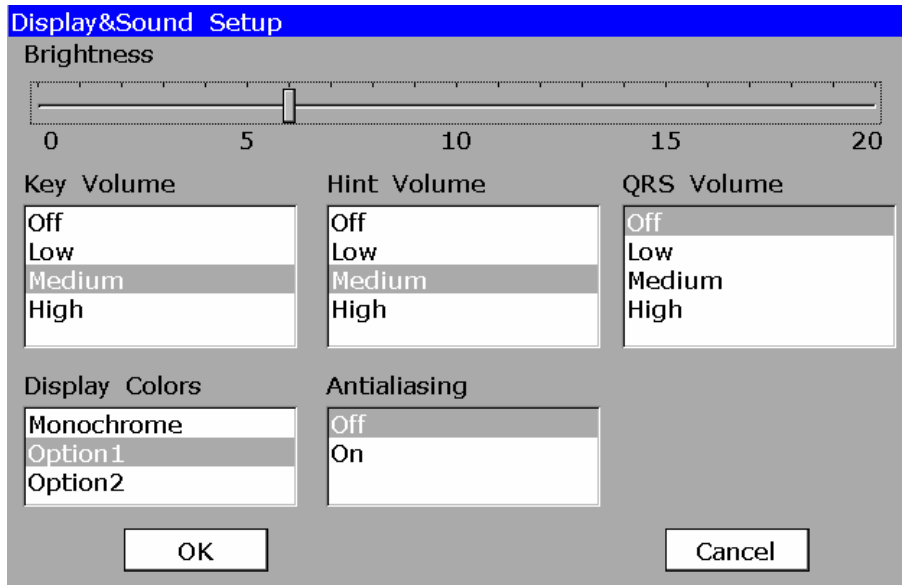 Display&Sound Setup
Brightness
0 5 10 15 20
Key Volume Hint Volume QRS Volume
Off Off Off
Low Low Low
Medium Medium Medium
High High High
Display Colors Antialiasing
Monochrome Off
Option1 On
Option2
OK Cancel